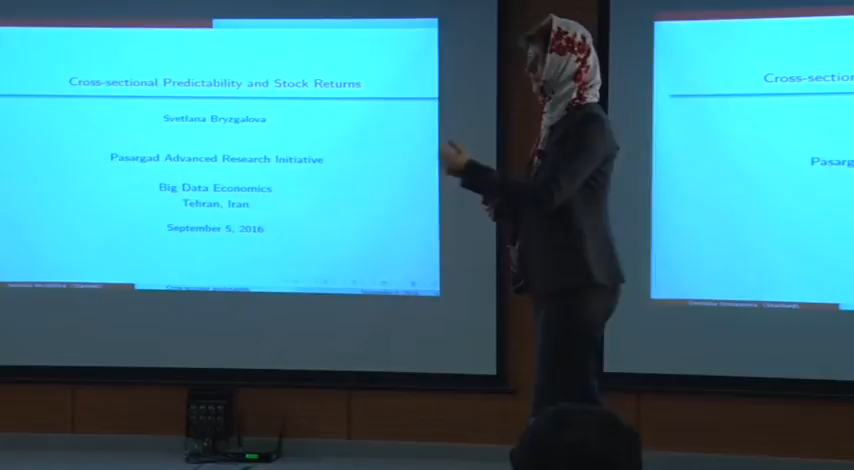 Cross-sectional Predictability and Stock Returns
Svetlana Bryzgalova
Pasargad Advanced Research Initiative
Big Data Economics
Tehran, Iran
September 5, 2016
Cross-section
Pasarg